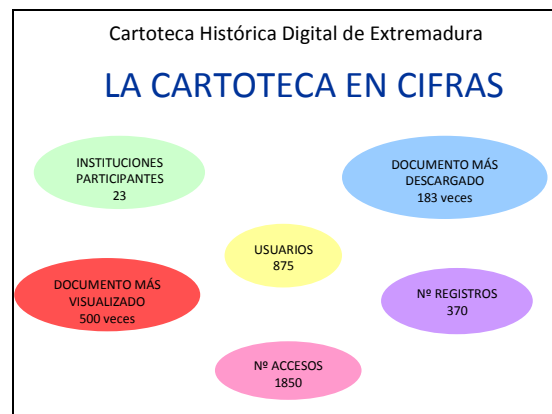 Cartoteca Histórica Digital de Extremadura
LA CARTOTECA EN CIFRAS
INSTITUCIONES
PARTICIPANTES
23
DOCUMENTO MÁS
DESCARGADO
183 veces
USUARIOS
875
DOCUMENTO MÁS
VISUALIZADO
500 veces
Nº REGISTROS
370
Nº ACCESOS
1850